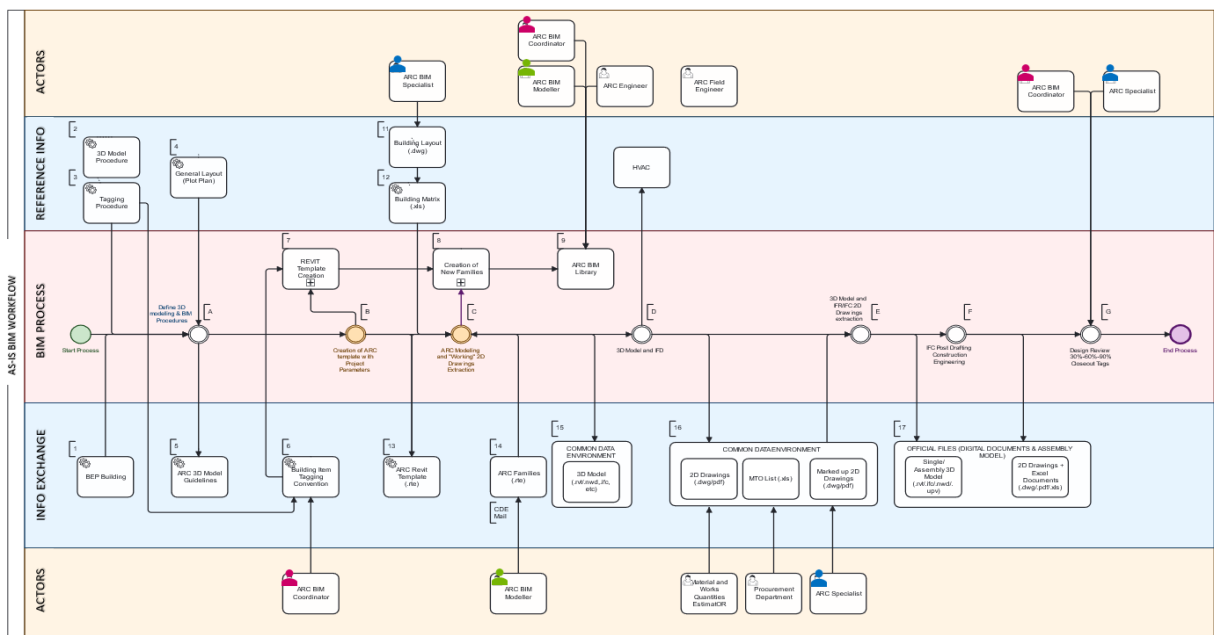 AS-IS BIM WORKFLOW
ACTORS
ARC BIM
Specialist
ARC BIM
Coordinator
ARC BIM
Modeller
ARC Engineer
ARC Field
Engineer
ARC BIM
Coordinator
ARC Specialist
REFERENCE INFO
2
3D Model
Procedure
3
Tagging
Procedure
4
General Layout
(Plot Plan)
11
Building Layout
(.dwg)
12
Building Matrix
(.xls)
HVAC
BIM PROCESS
7
REVIT
Template
Creation
8
Creation of
New Families
9
ARC BIM
Library
Start Process
Define 3D
modeling & BIM
Procedures
A
B
Creation of ARC
template with
Project
Parameters
C
ARC Modeling
and "Working" 2D
Drawings
Extraction
D
3D Model and IFD
3D Model and
IFR/IFC 2D
Drawings
extraction
E
F
IFC Post Drafting
Construction
Engineering
G
Design Review
30%-60%-90%
Closeout Tags
End Process
INFO EXCHANGE
1
BEP Building
5
ARC 3D Model
Guidelines
6
Building Item
Tagging
Convention
13
ARC Revit
Template
(.rte)
14
ARC Families
(.rte)
CDE
Mail
15
COMMON DATA
ENVIRONMENT
3D Model
(.rvt/.nwd,.ifc,
etc)
16
COMMON DATA ENVIRONMENT
2D Drawings
(.dwg/pdf)
MTO List (.xls)
Marked up 2D
Drawings
(.dwg/pdf)
17
OFFICIAL FILES (DIGITAL DOCUMENTS & ASSEMBLY
MODEL)
Single/
Assembly 3D
Model
(.rvt/.ifc/.nwd/.
upv)
2D Drawings +
Excel
Documents
(.dwg/.pdf/.xls)
ACTORS
ARC BIM
Coordinator
ARC BIM
Modeller
Material and
Works
Quantities
EstimatOR
Procurement
Department
ARC Specialist